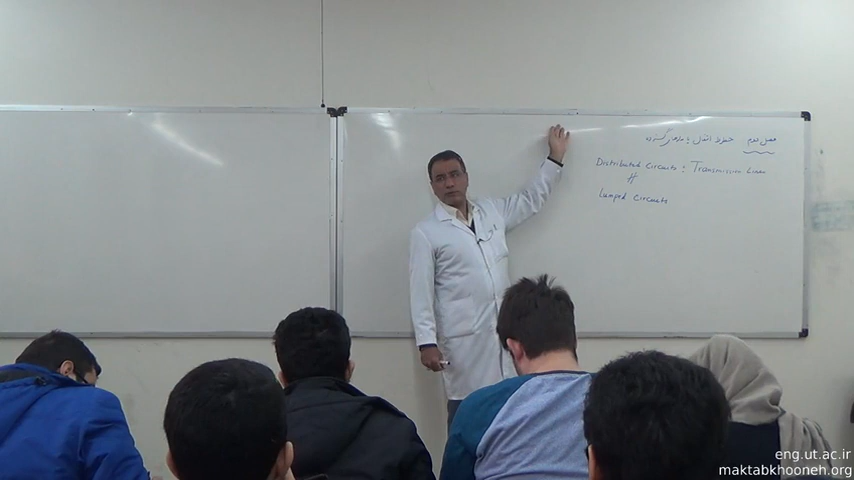 فصل دوم خطوط انتقال یا مدارهای گسترده
Distributed Circuits : Transmission Lines
#
Lumped Circuits
eng.ut.ac.ir
maktabkhooneh.org